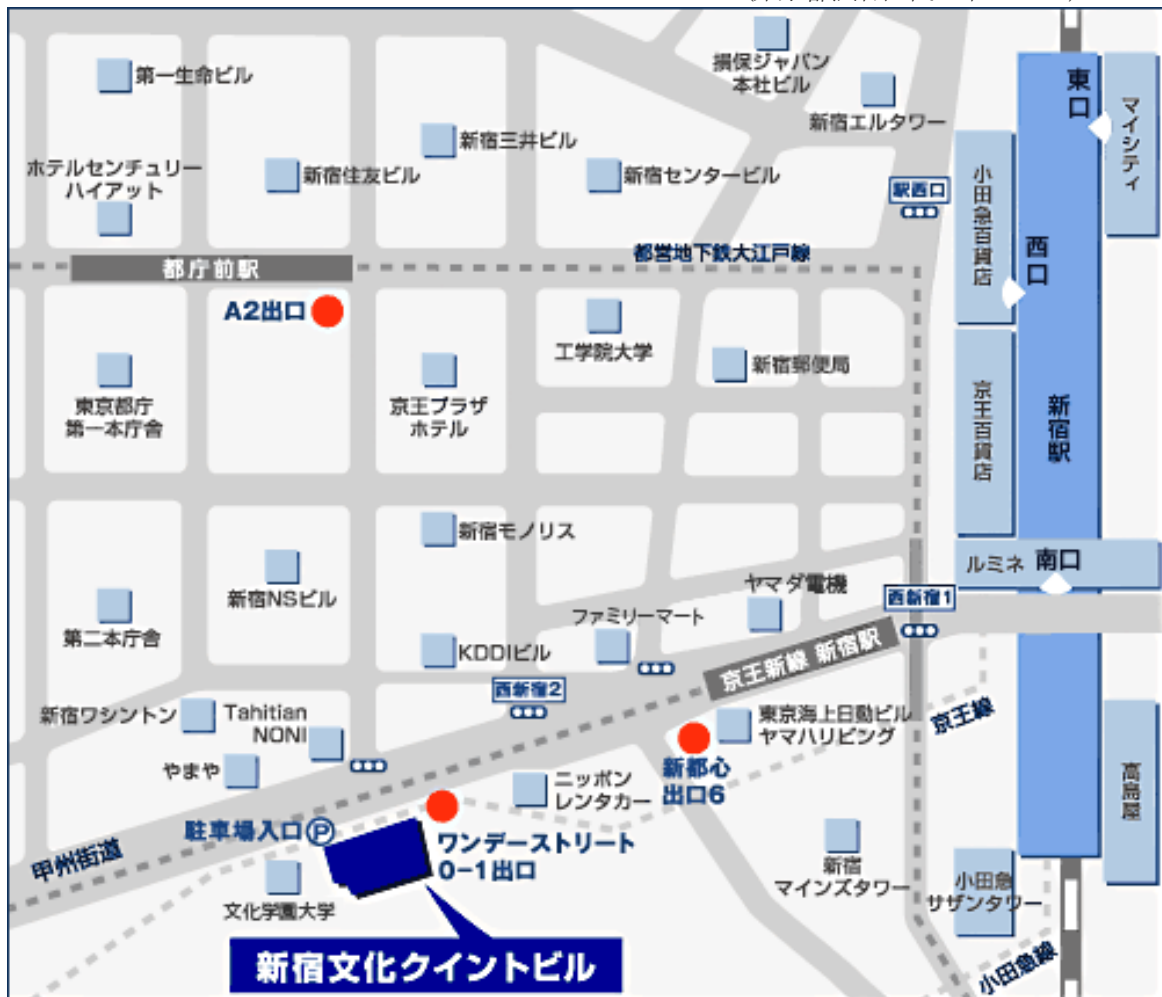 第一生命ビル
損保ジャパン
本社ビル
新宿エルタワー
東口
マイシティ
新宿三井ビル
ホテルセンチュリー
ハイアット
新宿住友ビル
新宿センタービル
駅西口
小田急百貨店
西口
都営地下鉄大江戸線
都庁前駅
A2出口
工学院大学
新宿郵便局
東京都庁
第一本庁舎
京王プラザ
ホテル
京王百貨店
新宿駅
新宿モノリス
ルミネ
南口
新宿NSビル
ヤマダ電機
西新宿1
第二本庁舎
ファミリーマート
KDDIビル
京王新線 新宿駅
西新宿2
新宿ワシントン
Tahitian
NONI
東京海上日動ビル
ヤマハリビング
京王線
やまや
新都心
出口6
ニッポン
レンタカー
高島屋
駐車場入口
P
ワンデーストリート
0-1出口
甲州街道
新宿
マインズタワー
小田急
サザンタワー
文化学園大学
新宿文化クイントビル
小田急線